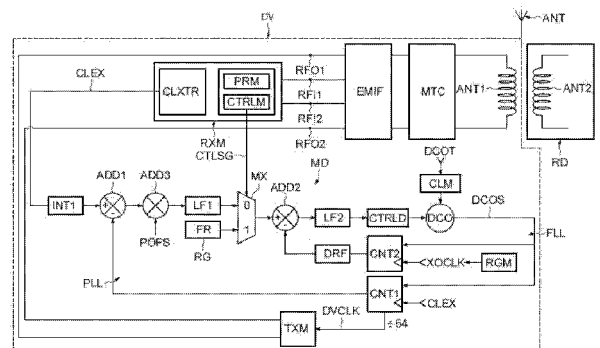 DV
ANT
CLEX
CLXTR
PRM
CTRLM
RFO1
RFI1
RFI2
RFO2
EMIF
MTC
ANT1
ANT2
RD
RXM
CTLSG
DCOT
ADD1
ADD3
MX
MD
ADD2
CLM
DCOS
INT1
+
-
LF1
0
+
-
LF2
CTRLD
DCO
POFS
FR
1
RG
DRF
CNT2
XOCLK
RGM
FLL
PLL
CNT1
CLEX
DVCLK
÷64
TXM